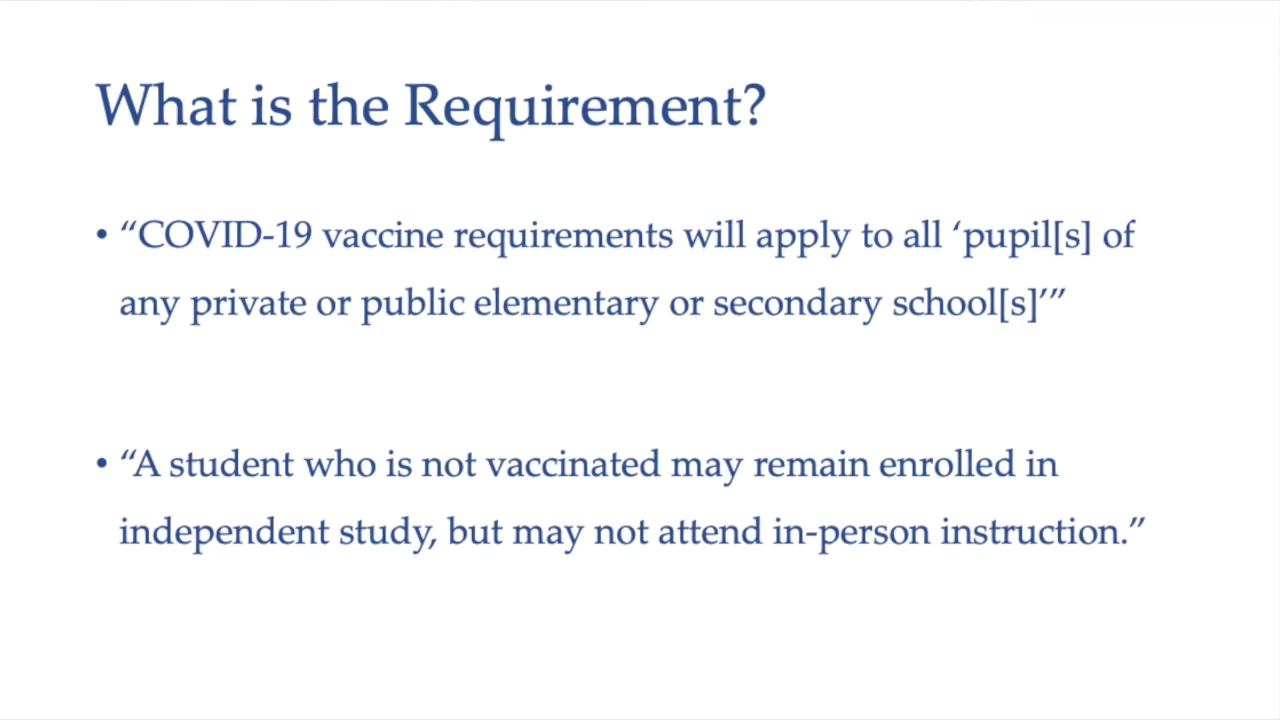 What is the Requirement?
• “COVID-19 vaccine requirements will apply to all ‘pupil[s] of
any private or public elementary or secondary school[s]’”
• “A student who is not vaccinated may remain enrolled in
independent study, but may not attend in-person instruction.”